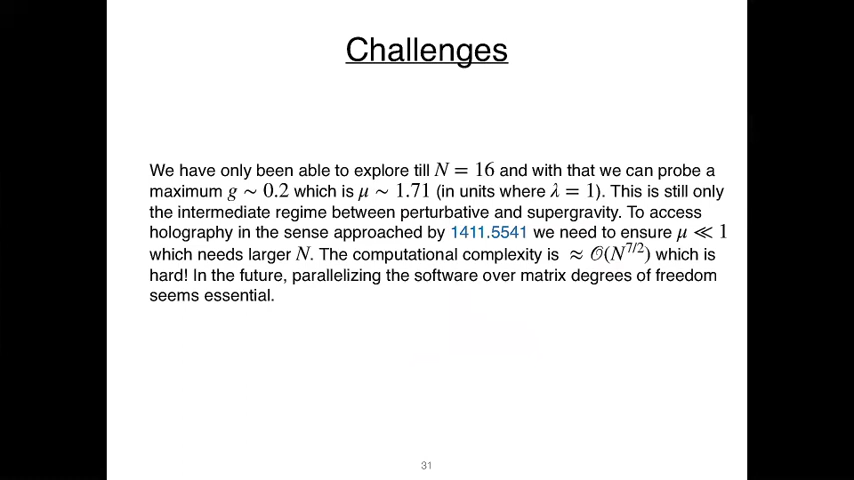 Challenges
We have only been able to explore till N = 16 and with that we can probe a
maximum g ∼ 0.2 which is μ ∼ 1.71 (in units where λ = 1). This is still only
the intermediate regime between perturbative and supergravity. To access
holography in the sense approached by 1411.5541 we need to ensure μ ≪ 1
which needs larger N. The computational complexity is ≈ 𝒪(N^{7/2}) which is
hard! In the future, parallelizing the software over matrix degrees of freedom
seems essential.
31